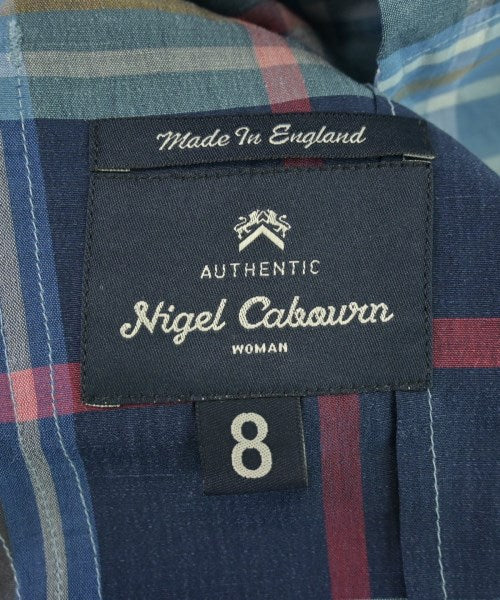 Made In England
AUTHENTIC
Nigel Cabourn
WOMAN
8